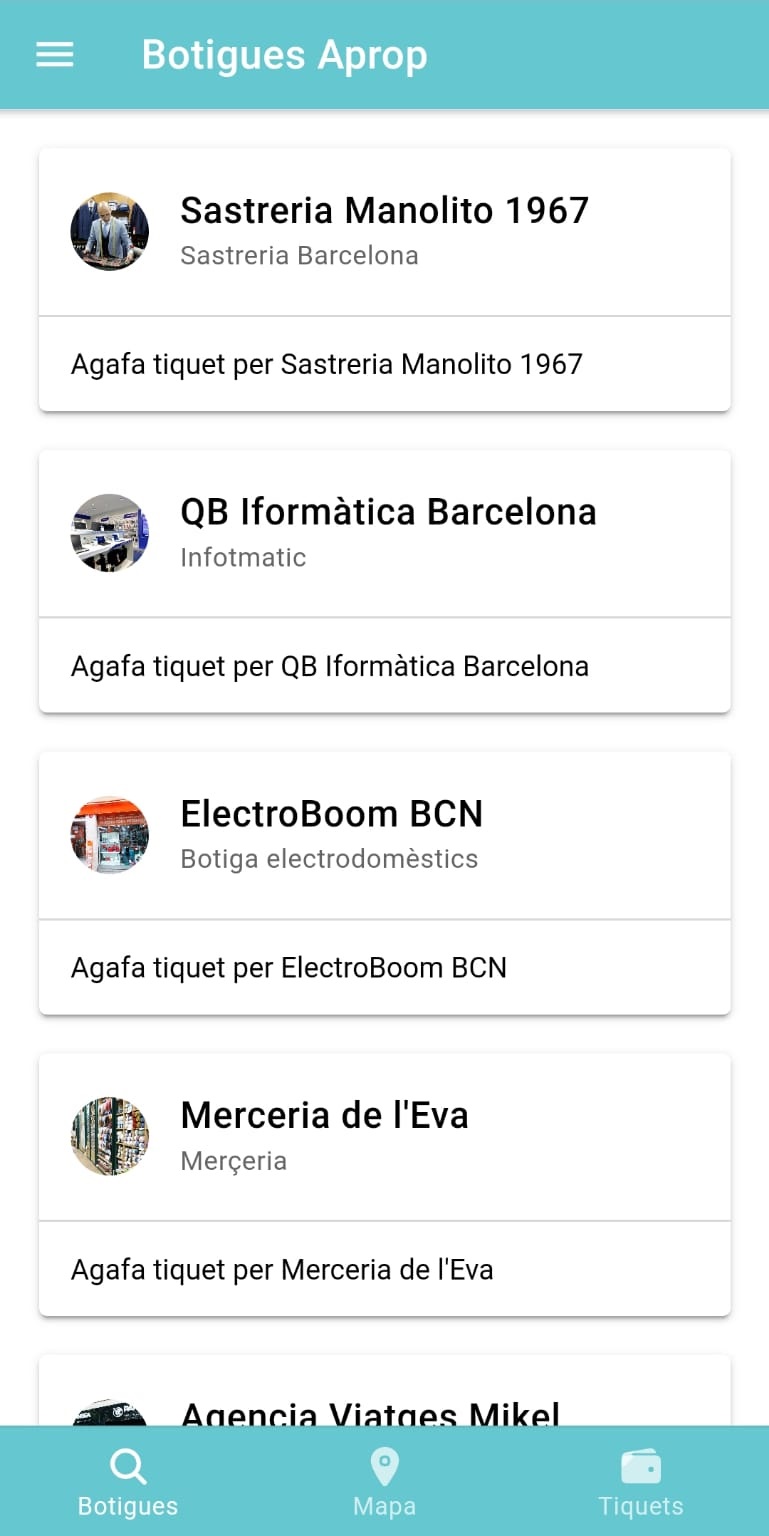 Botigues Aprop
Sastreria Manolito 1967
Sastreria Barcelona
Agafa tiquet per Sastreria Manolito 1967
QB Iformàtica Barcelona
Infotmatic
Agafa tiquet per QB Iformàtica Barcelona
ElectroBoom BCN
Botiga electrodomèstics
Agafa tiquet per ElectroBoom BCN
Merceria de l'Eva
Merçeria
Agafa tiquet per Merceria de l'Eva
Agencia Viatges Mikel
Botigues
Mapa
Tiquets